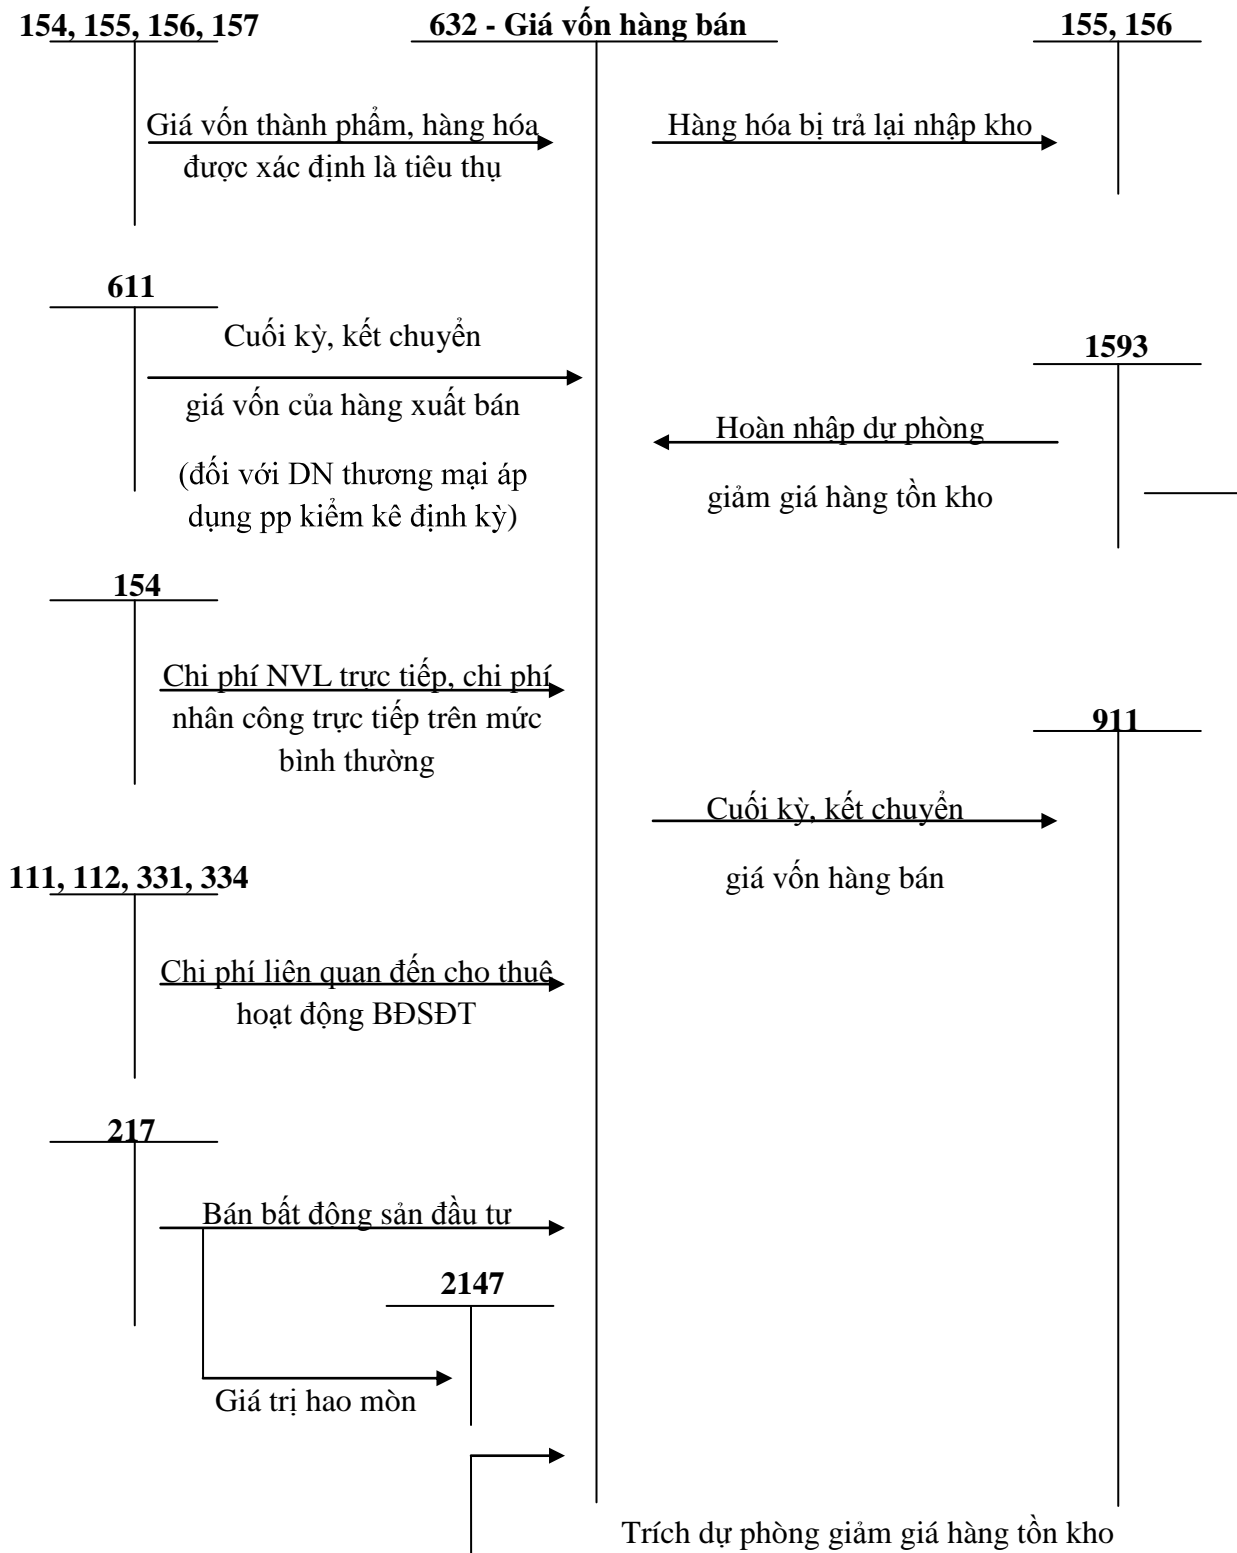 154, 155, 156, 157
632 - Giá vốn hàng bán
155, 156
Giá vốn thành phẩm, hàng hóa
được xác định là tiêu thụ
Hàng hóa bị trả lại nhập kho
611
Cuối kỳ, kết chuyển
giá vốn của hàng xuất bán
(đối với DN thương mại áp
dụng pp kiểm kê định kỳ)
1593
Hoàn nhập dự phòng
giảm giá hàng tồn kho
154
Chi phí NVL trực tiếp, chi phí
nhân công trực tiếp trên mức
bình thường
911
Cuối kỳ, kết chuyển
giá vốn hàng bán
111, 112, 331, 334
Chi phí liên quan đến cho thuê
hoạt động BĐSĐT
217
Bán bất động sản đầu tư
2147
Giá trị hao mòn
Trích dự phòng giảm giá hàng tồn kho